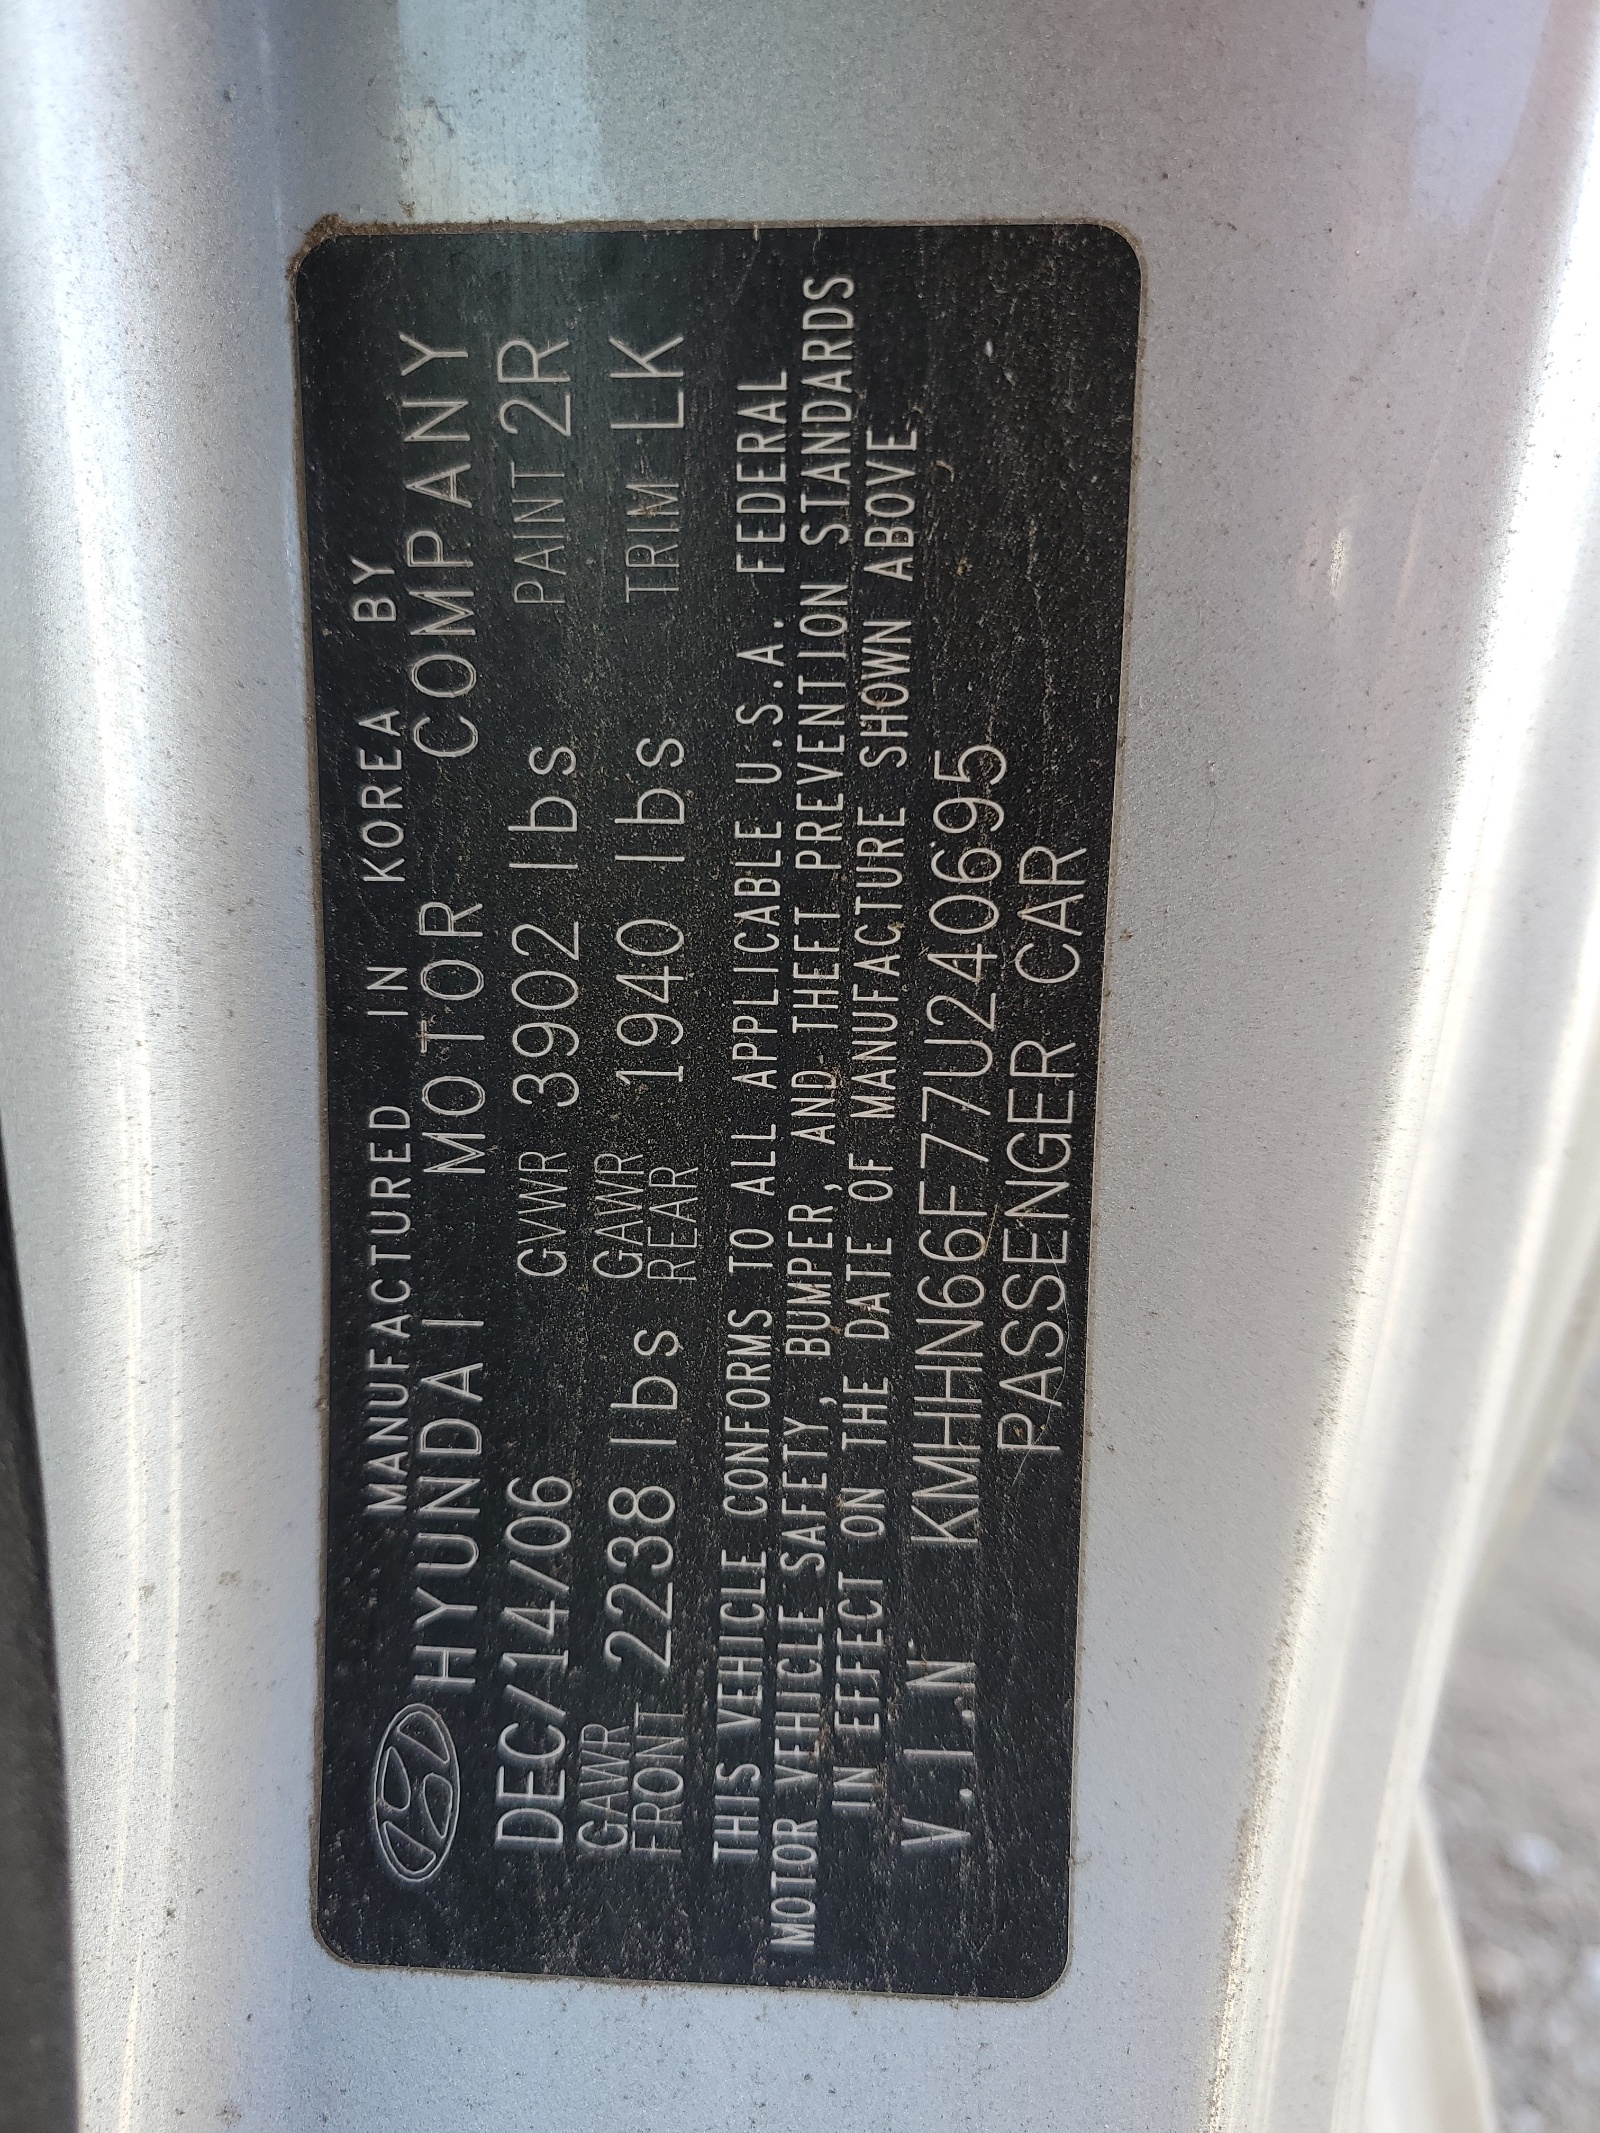 MANUFACTURED IN KOREA BY
HYUNDAI MOTOR COMPANY
DEC/14/06 GVWR 3902 lbs PAINT 2R
GAWR FRONT 2238 lbs GAWR REAR 1940 lbs TRIM LK
THIS VEHICLE CONFORMS TO ALL APPLICABLE U.S.A. FEDERAL
MOTOR VEHICLE SAFETY, BUMPER, AND THEFT PREVENTION STANDARDS
IN EFFECT ON THE DATE OF MANUFACTURE SHOWN ABOVE
V.I.N KMHHN66F77U240695
PASSENGER CAR